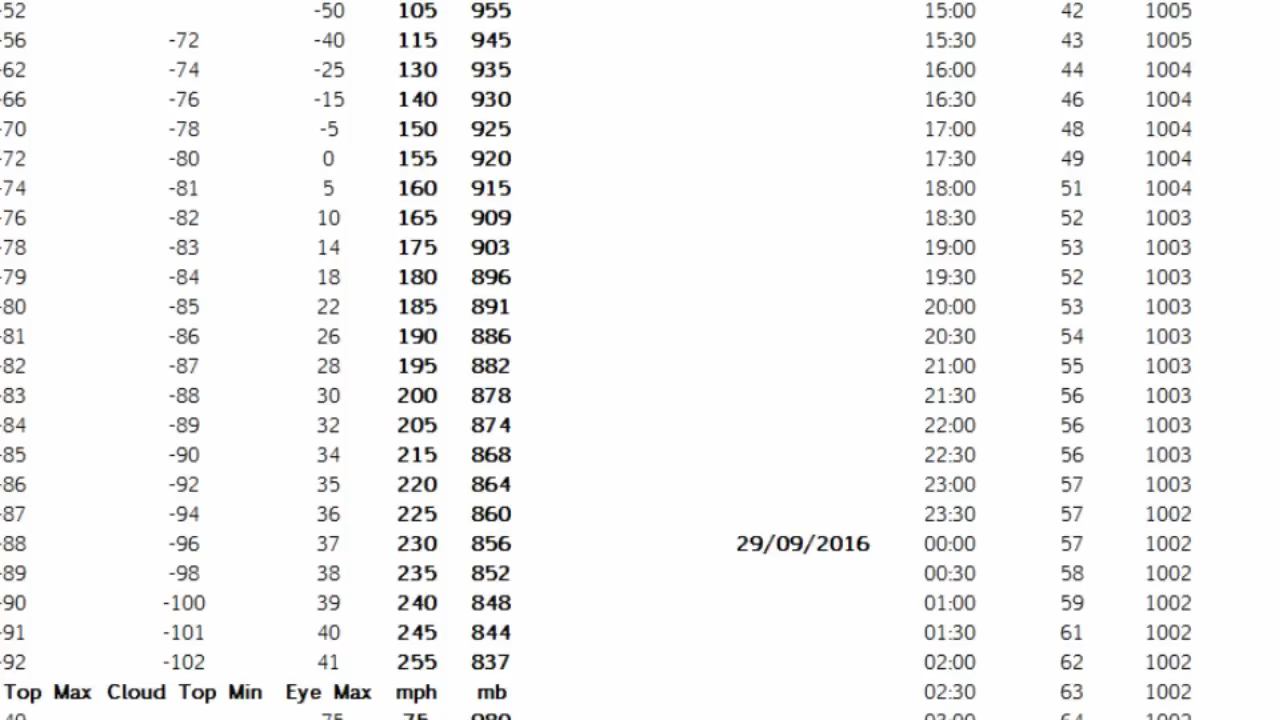 -52 -50 105 955 15:00 42 1005
-56 -72 -40 115 945 15:30 43 1005
-62 -74 -25 130 935 16:00 44 1004
-66 -76 -15 140 930 16:30 46 1004
-70 -78 -5 150 925 17:00 48 1004
-72 -80 0 155 920 17:30 49 1004
-74 -81 5 160 915 18:00 51 1004
-76 -82 10 165 909 18:30 52 1003
-78 -83 14 175 903 19:00 53 1003
-79 -84 18 180 896 19:30 52 1003
-80 -85 22 185 891 20:00 53 1003
-81 -86 26 190 886 20:30 54 1003
-82 -87 28 195 882 21:00 55 1003
-83 -88 30 200 878 21:30 56 1003
-84 -89 32 205 874 22:00 56 1003
-85 -90 34 215 868 22:30 56 1003
-86 -92 35 220 864 23:00 57 1003
-87 -94 36 225 860 23:30 57 1002
-88 -96 37 230 856 29/09/2016 00:00 57 1002
-89 -98 38 235 852 00:30 58 1002
-90 -100 39 240 848 01:00 59 1002
-91 -101 40 245 844 01:30 61 1002
-92 -102 41 255 837 02:00 62 1002
Top Max Cloud Top Min Eye Max mph mb 02:30 63 1002